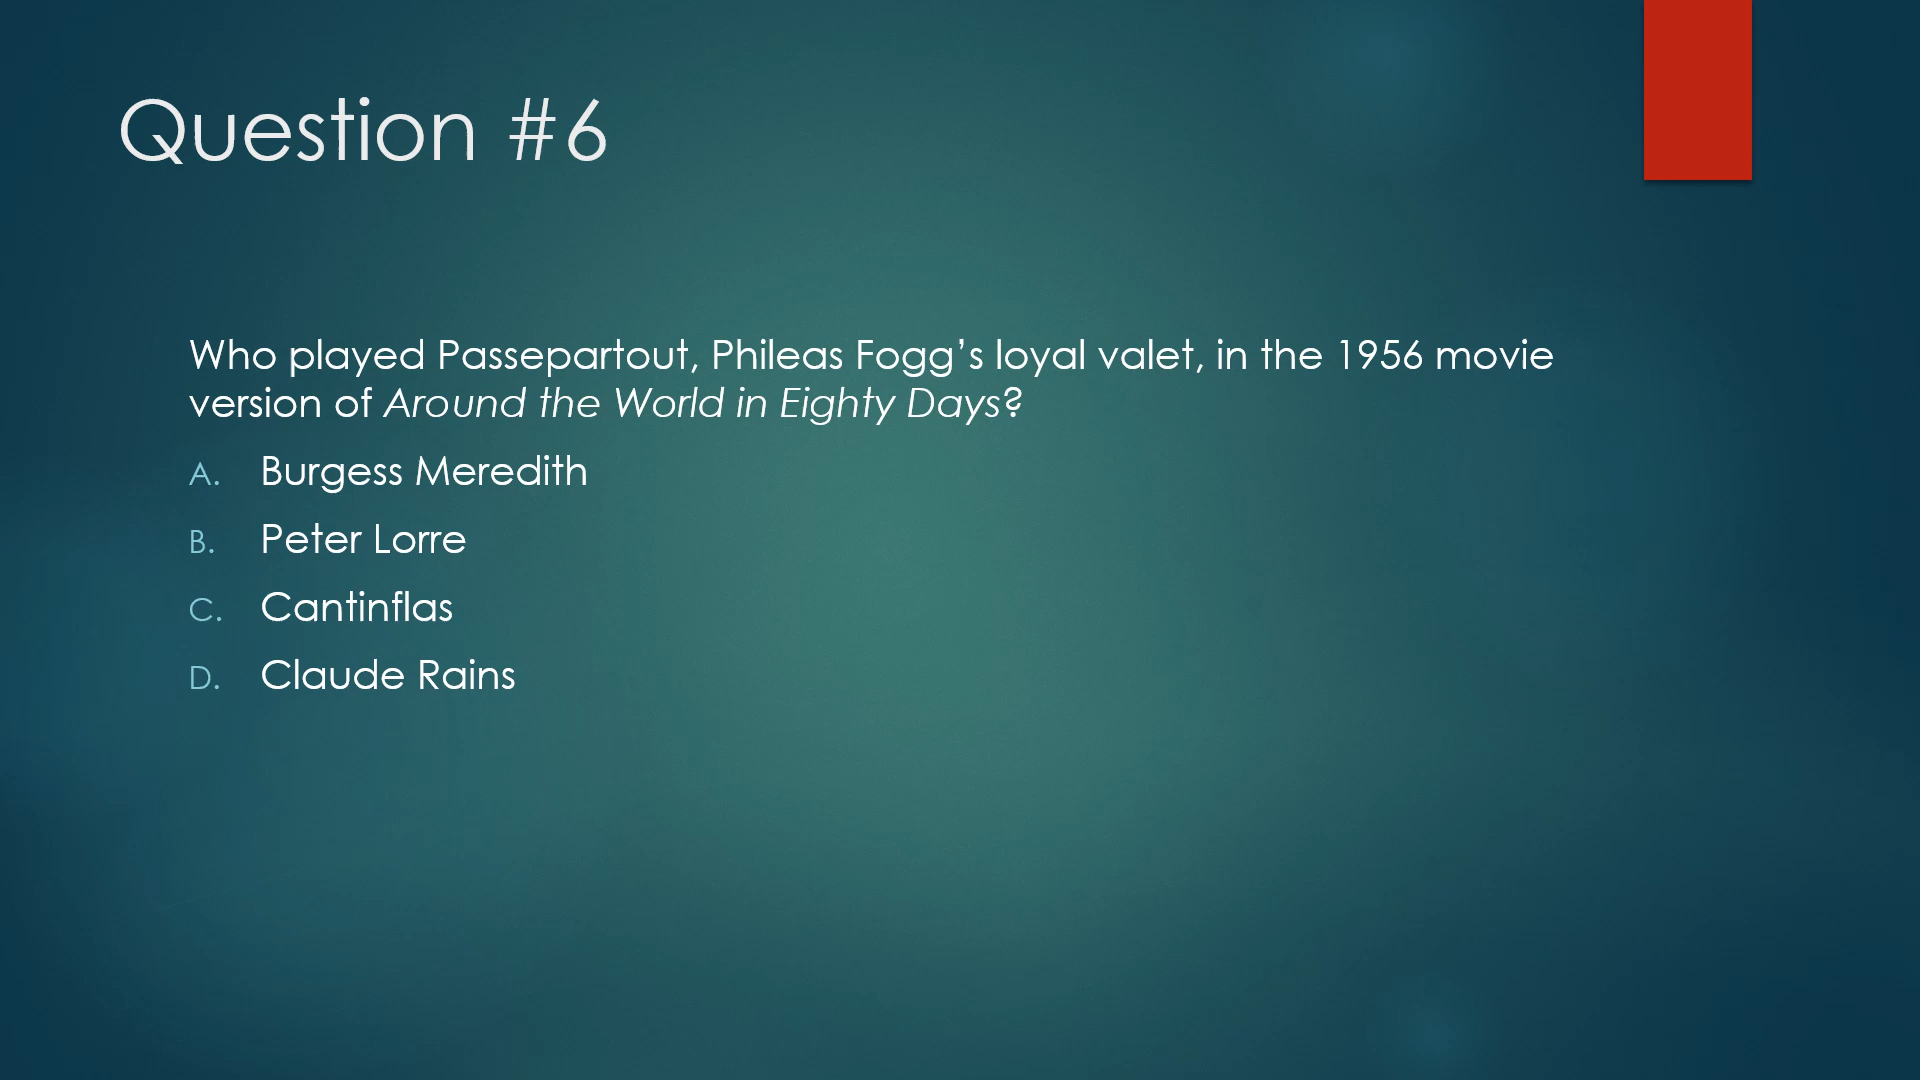 Question #6
Who played Passepartout, Phileas Fogg’s loyal valet, in the 1956 movie
version of Around the World in Eighty Days?
A. Burgess Meredith
B. Peter Lorre
C. Cantinflas
D. Claude Rains